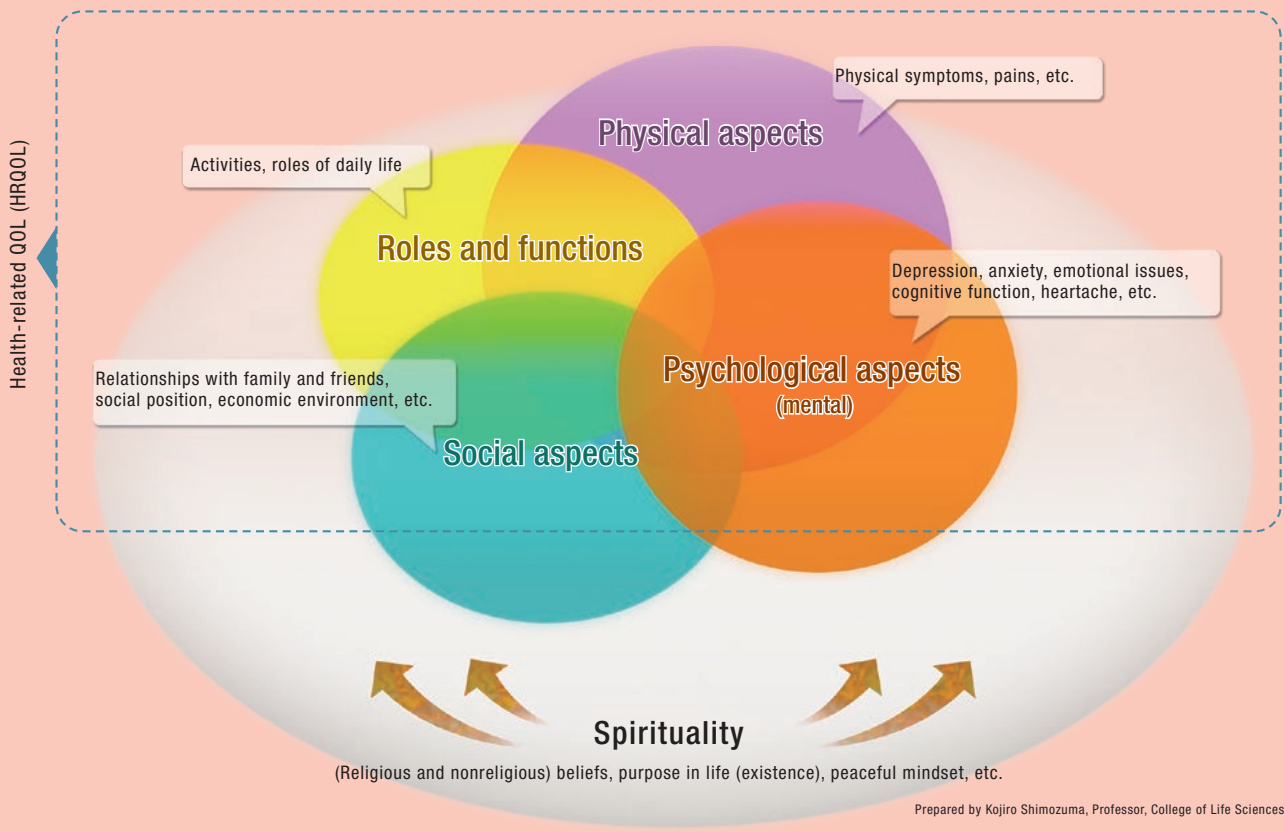 Health-related QOL (HRQOL)
Physical symptoms, pains, etc.
Physical aspects
Activities, roles of daily life
Roles and functions
Depression, anxiety, emotional issues,
cognitive function, heartache, etc.
Psychological aspects
(mental)
Relationships with family and friends,
social position, economic environment, etc.
Social aspects
Spirituality
(Religious and nonreligious) beliefs, purpose in life (existence), peaceful mindset, etc.
Prepared by Kojiro Shimozuma, Professor, College of Life Sciences